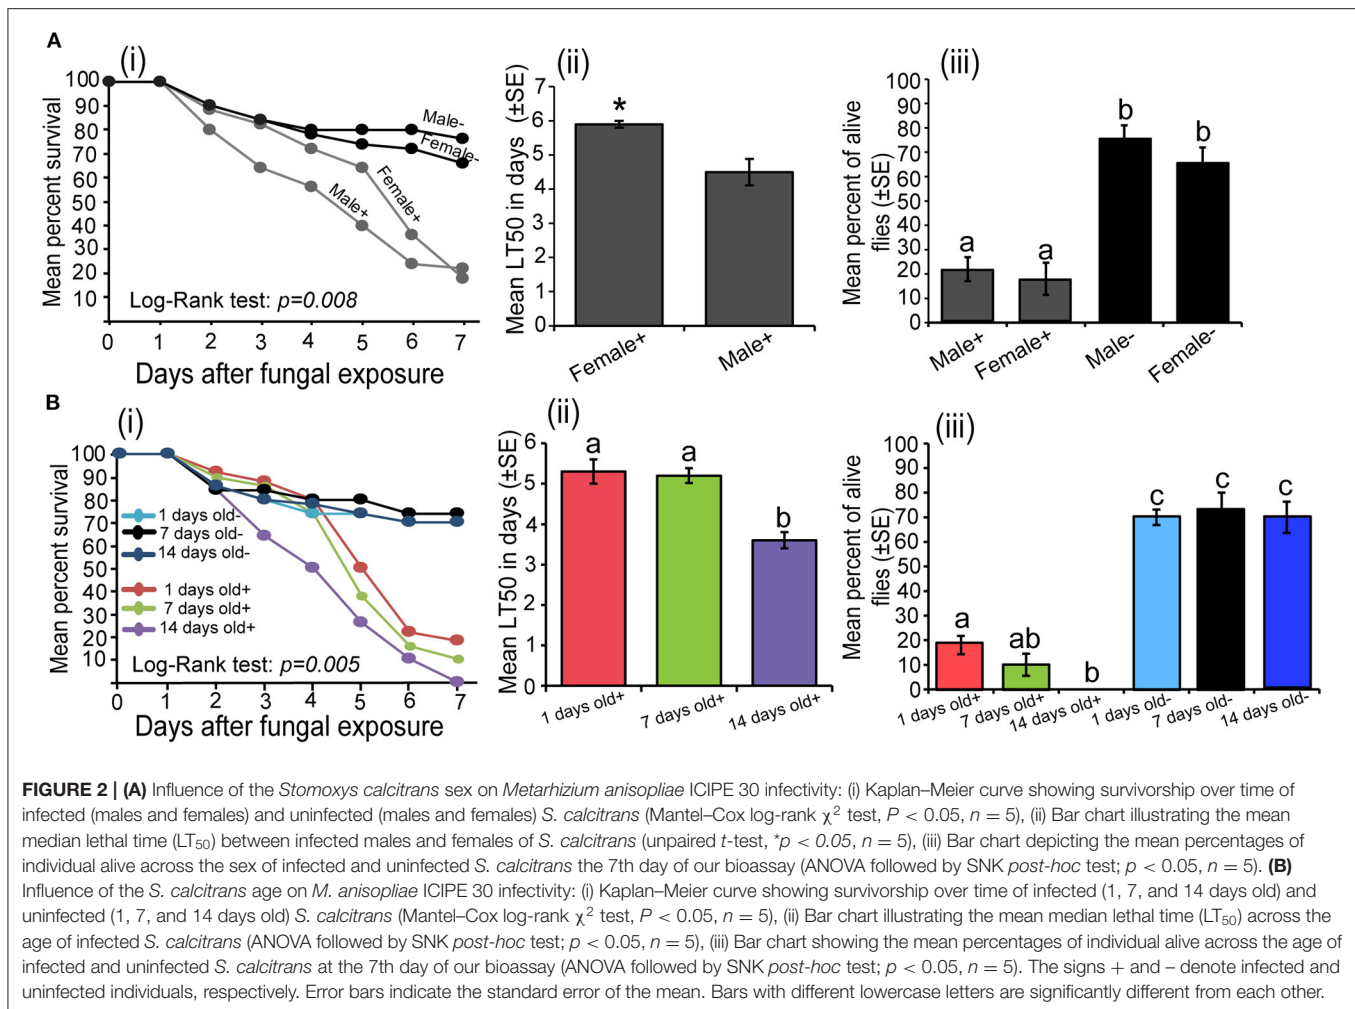 A
(i)
Mean percent survival
100
90
80
70
60
50
40
30
20
10
Male-
Female-
Female+
Male+
Log-Rank test: p=0.008
0 1 2 3 4 5 6 7
Days after fungal exposure
(ii)
Mean LT50 in days (±SE)
7
6
5
4
3
2
1
0
*
Female+ Male+
(iii)
Mean percent of alive
flies (±SE)
100
90
80
70
60
50
40
30
20
10
0
a a b b
Male+ Female+ Male- Female-
B
(i)
Mean percent survival
100
90
80
70
60
50
40
30
20
10
1 days old-
7 days old-
14 days old-
1 days old+
7 days old+
14 days old+
Log-Rank test: p=0.005
0 1 2 3 4 5 6 7
Days after fungal exposure
(ii)
Mean LT50 in days (±SE)
6
5
4
3
2
1
0
a a b
1 days old+ 7 days old+ 14 days old+
(iii)
Mean percent of alive
flies (±SE)
100
90
80
70
60
50
40
30
20
10
0
a ab b c c c
1 days old+ 7 days old+ 14 days old+ 1 days old- 7 days old- 14 days old-
FIGURE 2 | (A) Influence of the Stomoxys calcitrans sex on Metarhizium anisopliae ICIPE 30 infectivity: (i) Kaplan–Meier curve showing survivorship over time of
infected (males and females) and uninfected (males and females) S. calcitrans (Mantel–Cox log-rank χ² test, P < 0.05, n = 5), (ii) Bar chart illustrating the mean
median lethal time (LT₅₀) between infected males and females of S. calcitrans (unpaired t-test, *p < 0.05, n = 5), (iii) Bar chart depicting the mean percentages of
individual alive across the sex of infected and uninfected S. calcitrans the 7th day of our bioassay (ANOVA followed by SNK post-hoc test; p < 0.05, n = 5). (B)
Influence of the S. calcitrans age on M. anisopliae ICIPE 30 infectivity: (i) Kaplan–Meier curve showing survivorship over time of infected (1, 7, and 14 days old) and
uninfected (1, 7, and 14 days old) S. calcitrans (Mantel–Cox log-rank χ² test, P < 0.05, n = 5), (ii) Bar chart illustrating the mean median lethal time (LT₅₀) across the
age of infected S. calcitrans (ANOVA followed by SNK post-hoc test; p < 0.05, n = 5), (iii) Bar chart showing the mean percentages of individual alive across the age of
infected and uninfected S. calcitrans at the 7th day of our bioassay (ANOVA followed by SNK post-hoc test; p < 0.05, n = 5). The signs + and – denote infected and
uninfected individuals, respectively. Error bars indicate the standard error of the mean. Bars with different lowercase letters are significantly different from each other.